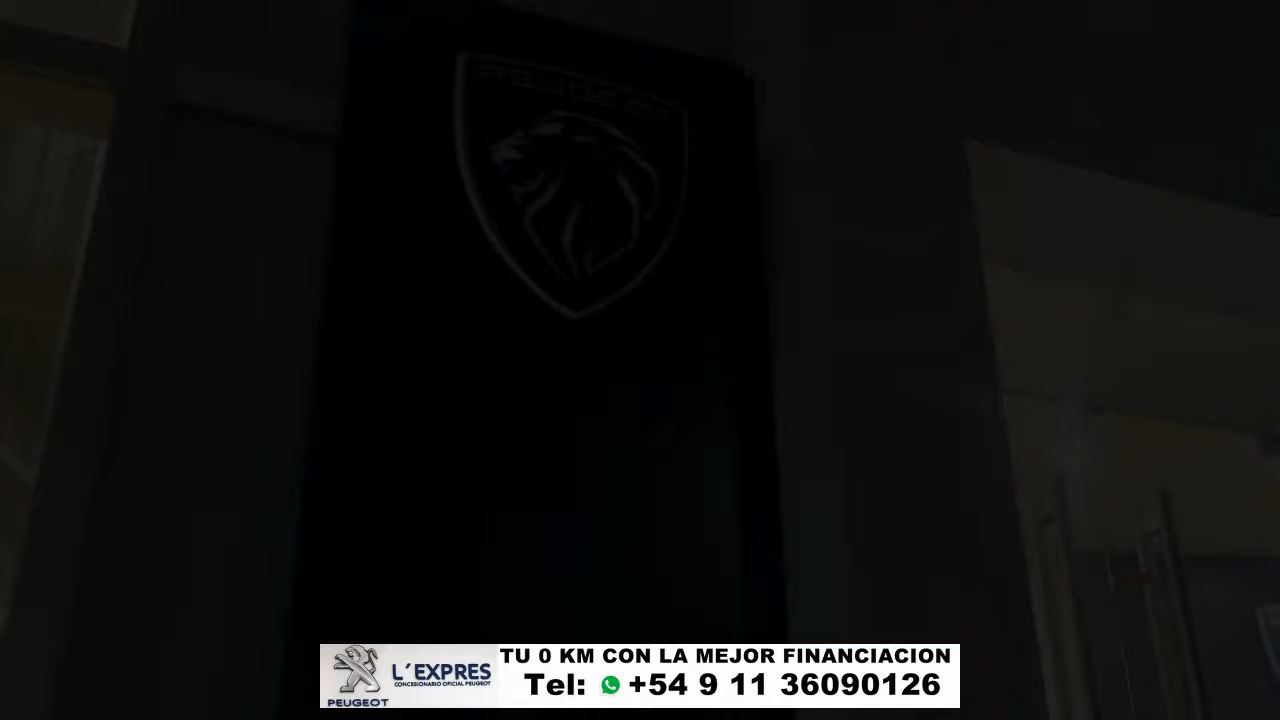 PEUGEOT
L´EXPRES
CONCESIONARIO OFICIAL PEUGEOT
PEUGEOT
TU 0 KM CON LA MEJOR FINANCIACION
Tel: +54 9 11 36090126